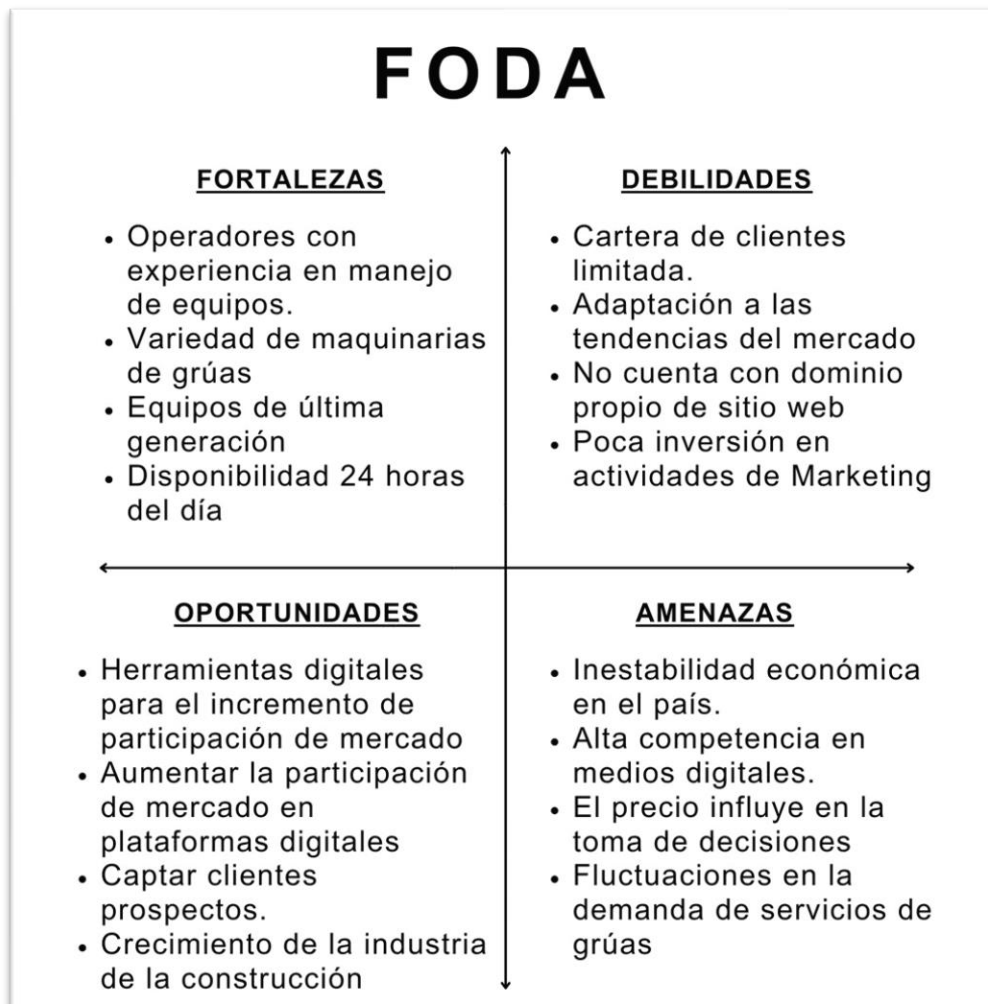 FODA
FORTALEZAS
• Operadores con
experiencia en manejo
de equipos.
• Variedad de maquinarias
de grúas
• Equipos de última
generación
• Disponibilidad 24 horas
del día
DEBILIDADES
• Cartera de clientes
limitada.
• Adaptación a las
tendencias del mercado
• No cuenta con dominio
propio de sitio web
• Poca inversión en
actividades de Marketing
OPORTUNIDADES
• Herramientas digitales
para el incremento de
participación de mercado
• Aumentar la participación
de mercado en
plataformas digitales
• Captar clientes
prospectos.
• Crecimiento de la industria
de la construcción
AMENAZAS
• Inestabilidad económica
en el país.
• Alta competencia en
medios digitales.
• El precio influye en la
toma de decisiones
• Fluctuaciones en la
demanda de servicios de
grúas